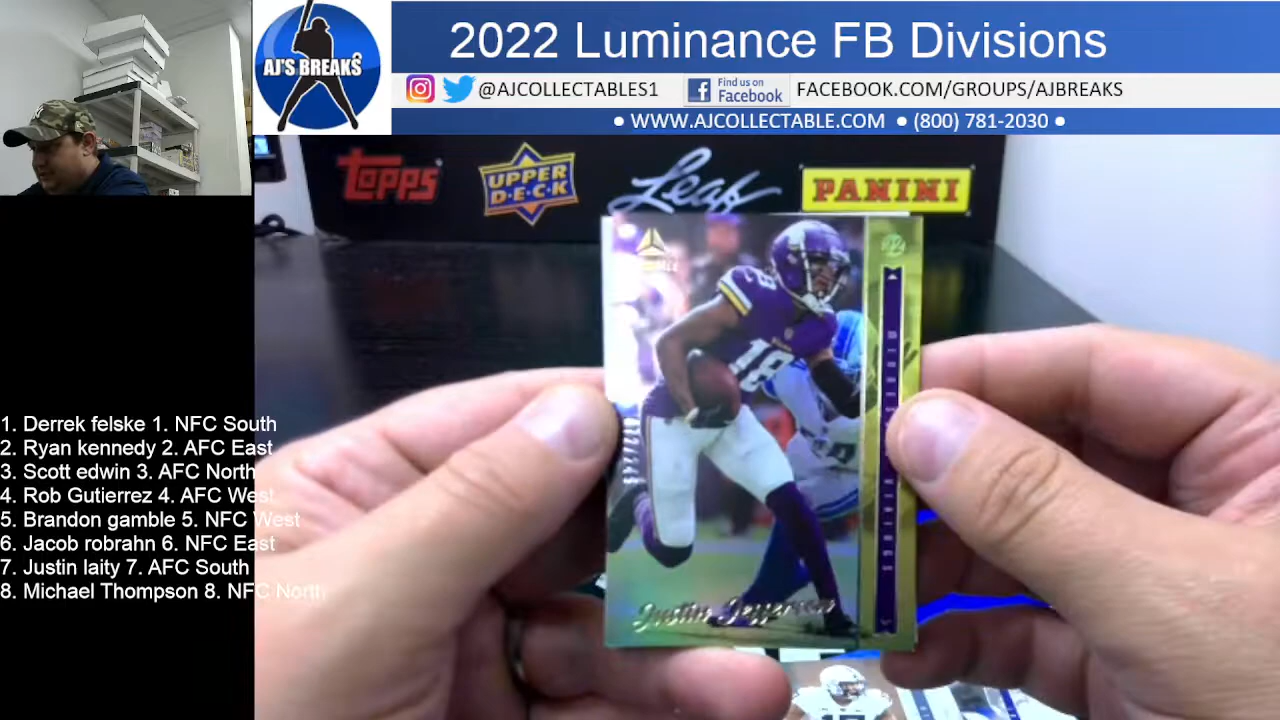 2022 Luminance FB Divisions
AJ'S BREAKS
@AJCOLLECTABLES1 Find us on Facebook FACEBOOK.COM/GROUPS/AJBREAKS
• WWW.AJCOLLECTABLE.COM • (800) 781-2030 •
TOPPS UPPER DECK Leaf PANINI
22
18
18
Justin Jefferson
VIKINGS
1. Derrek felske 1. NFC South
2. Ryan kennedy 2. AFC East
3. Scott edwin 3. AFC North
4. Rob Gutierrez 4. AFC West
5. Brandon gamble 5. NFC West
6. Jacob robrahn 6. NFC East
7. Justin laity 7. AFC South
8. Michael Thompson 8. NFC North